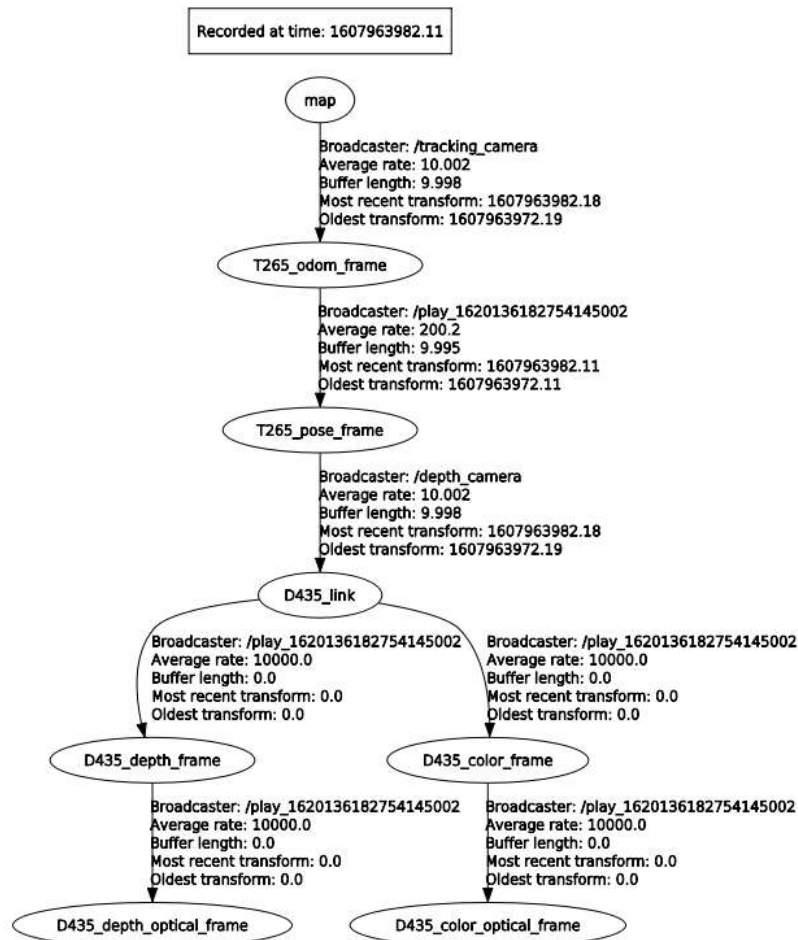 Recorded at time: 1607963982.11
map
Broadcaster: /tracking_camera
Average rate: 10.002
Buffer length: 9.998
Most recent transform: 1607963982.18
Oldest transform: 1607963972.19
T265_odom_frame
Broadcaster: /play_1620136182754145002
Average rate: 200.2
Buffer length: 9.995
Most recent transform: 1607963982.11
Oldest transform: 1607963972.11
T265_pose_frame
Broadcaster: /depth_camera
Average rate: 10.002
Buffer length: 9.998
Most recent transform: 1607963982.18
Oldest transform: 1607963972.19
D435_link
Broadcaster: /play_1620136182754145002
Average rate: 10000.0
Buffer length: 0.0
Most recent transform: 0.0
Oldest transform: 0.0
Broadcaster: /play_1620136182754145002
Average rate: 10000.0
Buffer length: 0.0
Most recent transform: 0.0
Oldest transform: 0.0
D435_depth_frame
D435_color_frame
Broadcaster: /play_1620136182754145002
Average rate: 10000.0
Buffer length: 0.0
Most recent transform: 0.0
Oldest transform: 0.0
Broadcaster: /play_1620136182754145002
Average rate: 10000.0
Buffer length: 0.0
Most recent transform: 0.0
Oldest transform: 0.0
D435_depth_optical_frame
D435_color_optical_frame